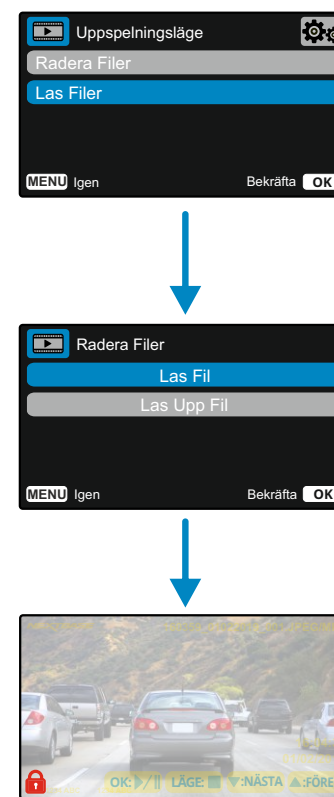 Uppspelningsläge
Radera Filer
Las Filer
MENU Igen Bekräfta OK
Radera Filer
Las Fil
Las Upp Fil
MENU Igen Bekräfta OK
OK: LÄGE: :NÄSTA :FÖRE